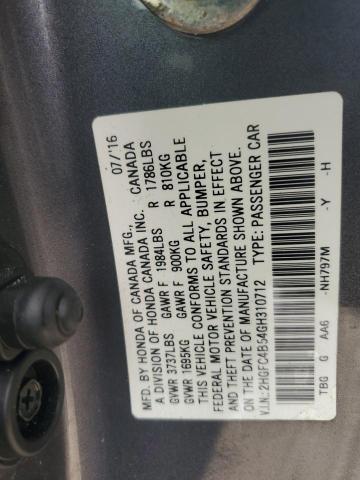 MFD. BY HONDA OF CANADA MFG.,
A DIVISION OF HONDA CANADA INC. CANADA
07/'16
GVWR 3737LBS GAWR F 1984LBS R 1786LBS
GVWR 1695KG GAWR F 900KG R 810KG
THIS VEHICLE CONFORMS TO ALL APPLICABLE
FEDERAL MOTOR VEHICLE SAFETY, BUMPER,
AND THEFT PREVENTION STANDARDS IN EFFECT
ON THE DATE OF MANUFACTURE SHOWN ABOVE.
V.I.N.:2HGFC4B54GH310712 TYPE: PASSENGER CAR
TBG G AA6 -NH797M -Y -H